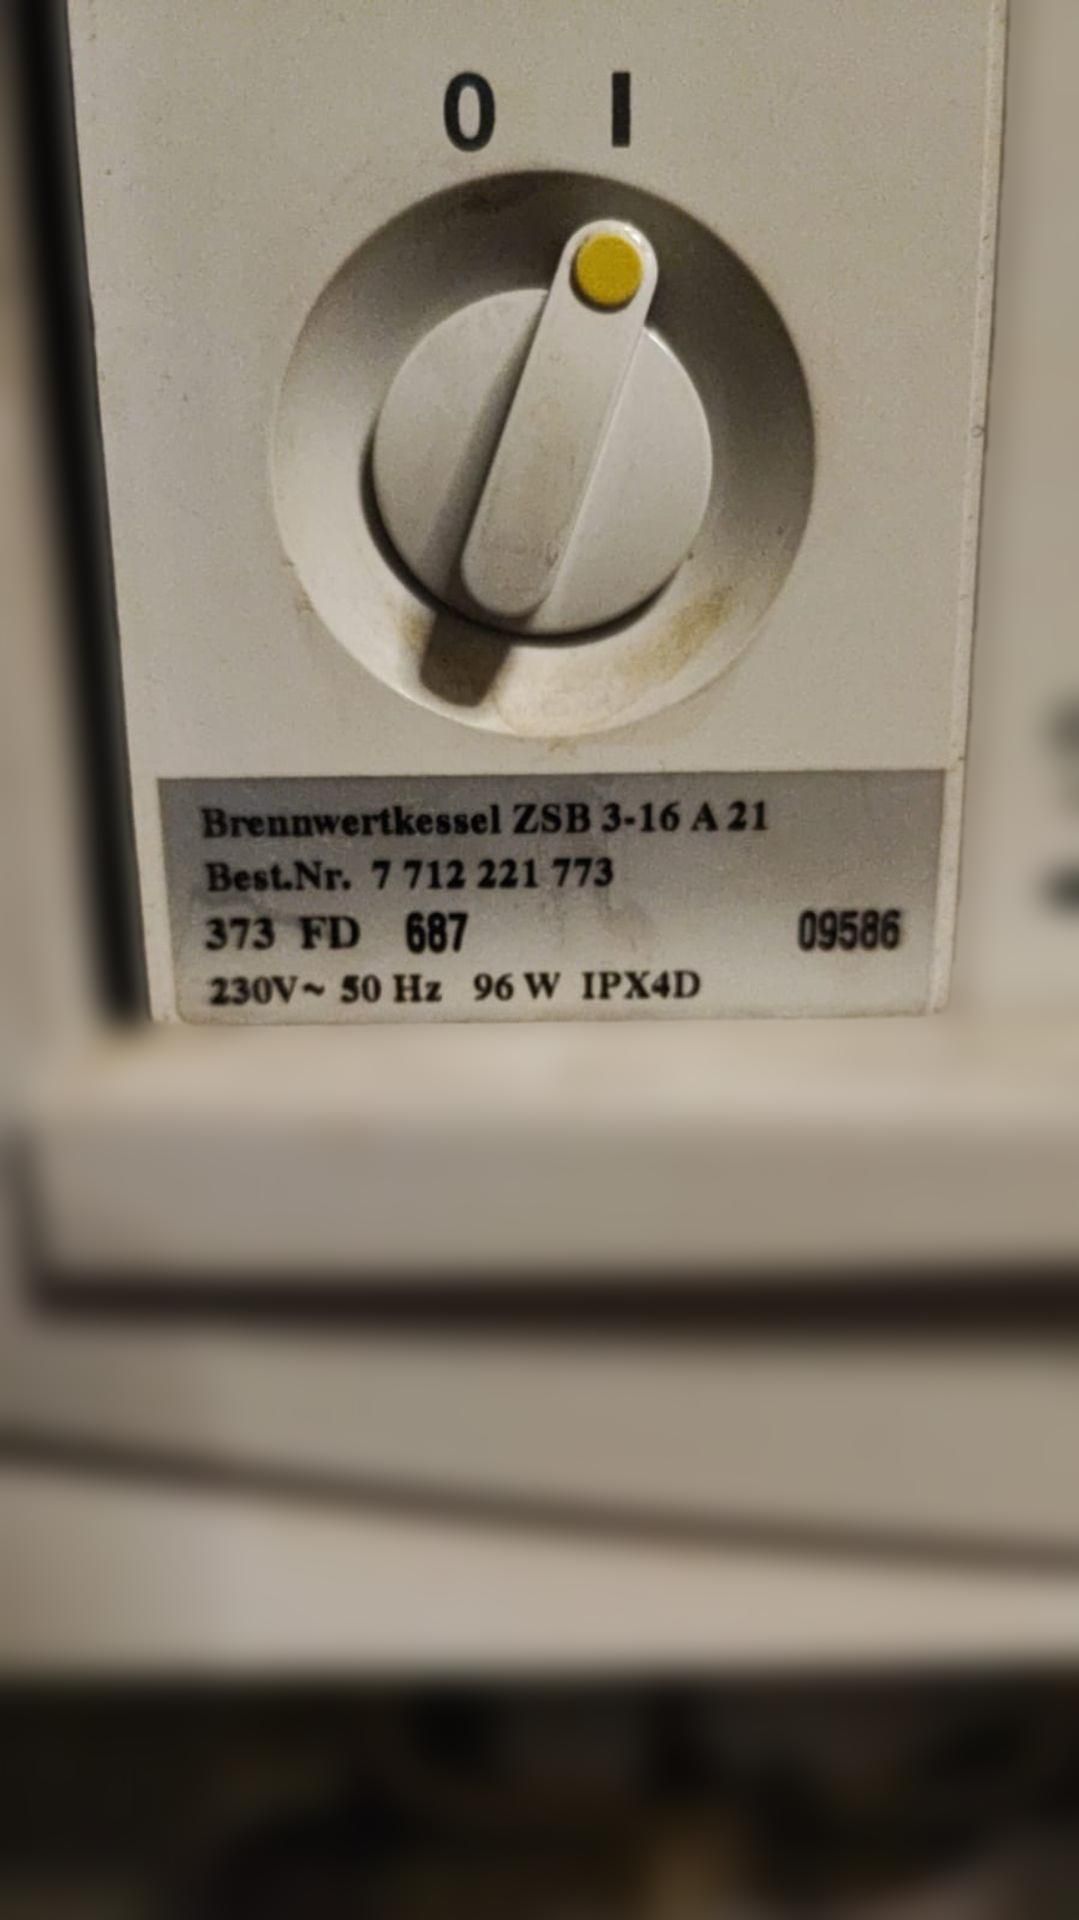 0 I
Brennwertkessel ZSB 3-16 A 21
Best.Nr. 7 712 221 773
373 FD 687 09586
230V~ 50 Hz 96 W IPX4D